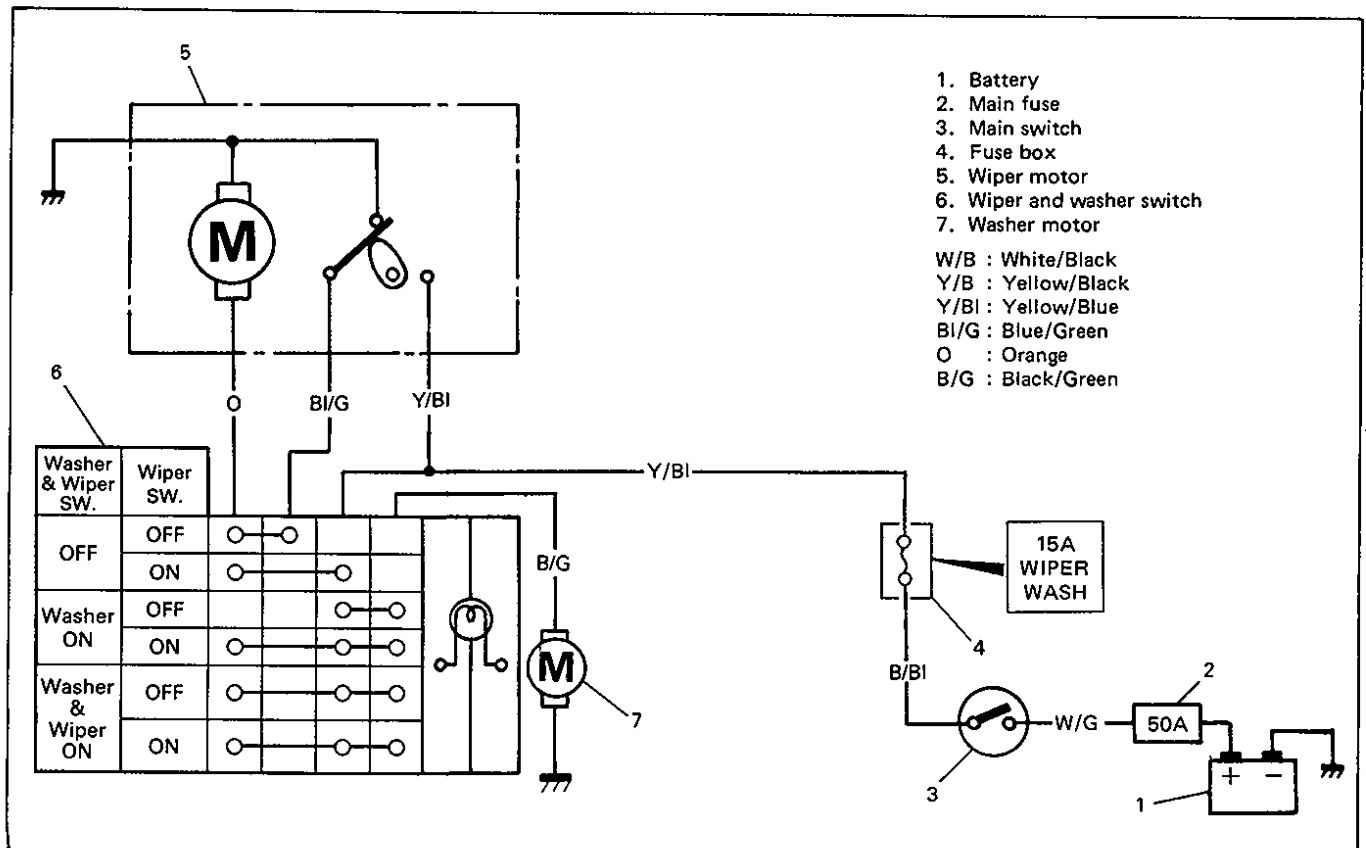 5
1. Battery
2. Main fuse
3. Main switch
4. Fuse box
5. Wiper motor
6. Wiper and washer switch
7. Washer motor
W/B : White/Black
Y/B : Yellow/Black
Y/Bl : Yellow/Blue
Bl/G : Blue/Green
O : Orange
B/G : Black/Green
M
6
O
Bl/G
Y/Bl
Washer
& Wiper
SW.
Wiper
SW.
Y/Bl
OFF
OFF
ON
B/G
15A
WIPER
WASH
Washer
ON
OFF
ON
M
4
Washer
&
Wiper
ON
OFF
ON
7
B/Bl
W/G
2
50A
3
1
+ −